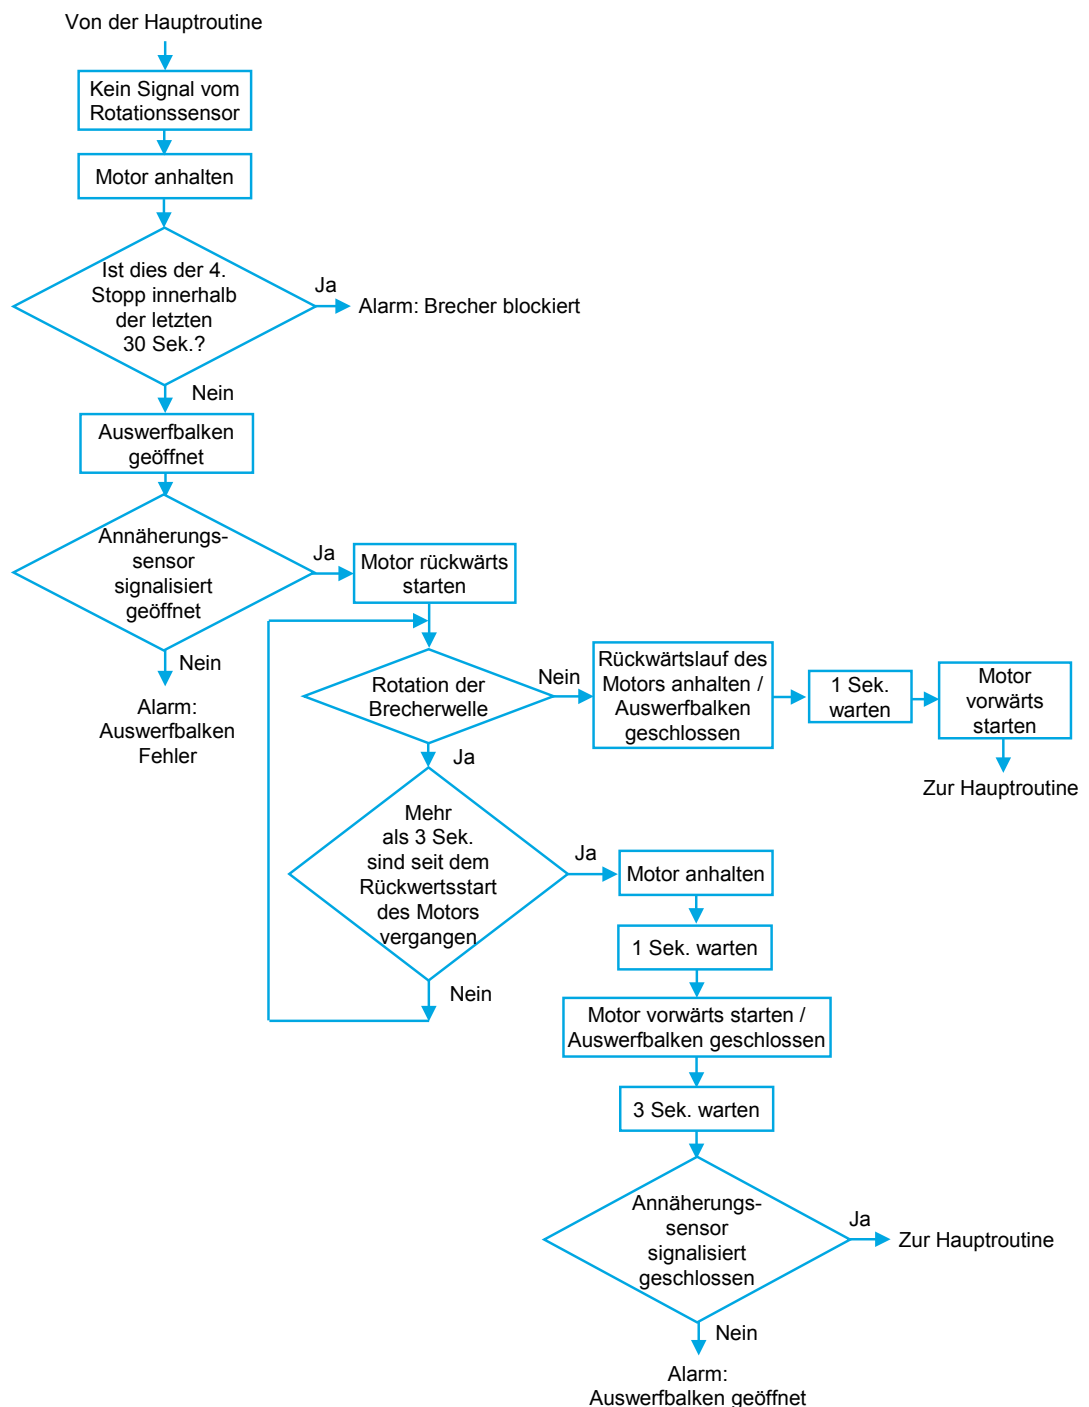 Von der Hauptroutine
Kein Signal vom
Rotationssensor
Motor anhalten
Ist dies der 4.
Stopp innerhalb
der letzten
30 Sek.?
Ja
Alarm: Brecher blockiert
Nein
Auswerfbalken
geöffnet
Annäherungs-
sensor
signalisiert
geöffnet
Ja
Motor rückwärts
starten
Nein
Alarm:
Auswerfbalken
Fehler
Rotation der
Brecherwelle
Nein
Rückwärtslauf des
Motors anhalten /
Auswerfbalken
geschlossen
1 Sek.
warten
Motor
vorwärts
starten
Zur Hauptroutine
Ja
Mehr
als 3 Sek.
sind seit dem
Rückwertsstart
des Motors
vergangen
Ja
Motor anhalten
Nein
1 Sek. warten
Motor vorwärts starten /
Auswerfbalken geschlossen
3 Sek. warten
Annäherungs-
sensor
signalisiert
geschlossen
Ja
Zur Hauptroutine
Nein
Alarm:
Auswerfbalken geöffnet